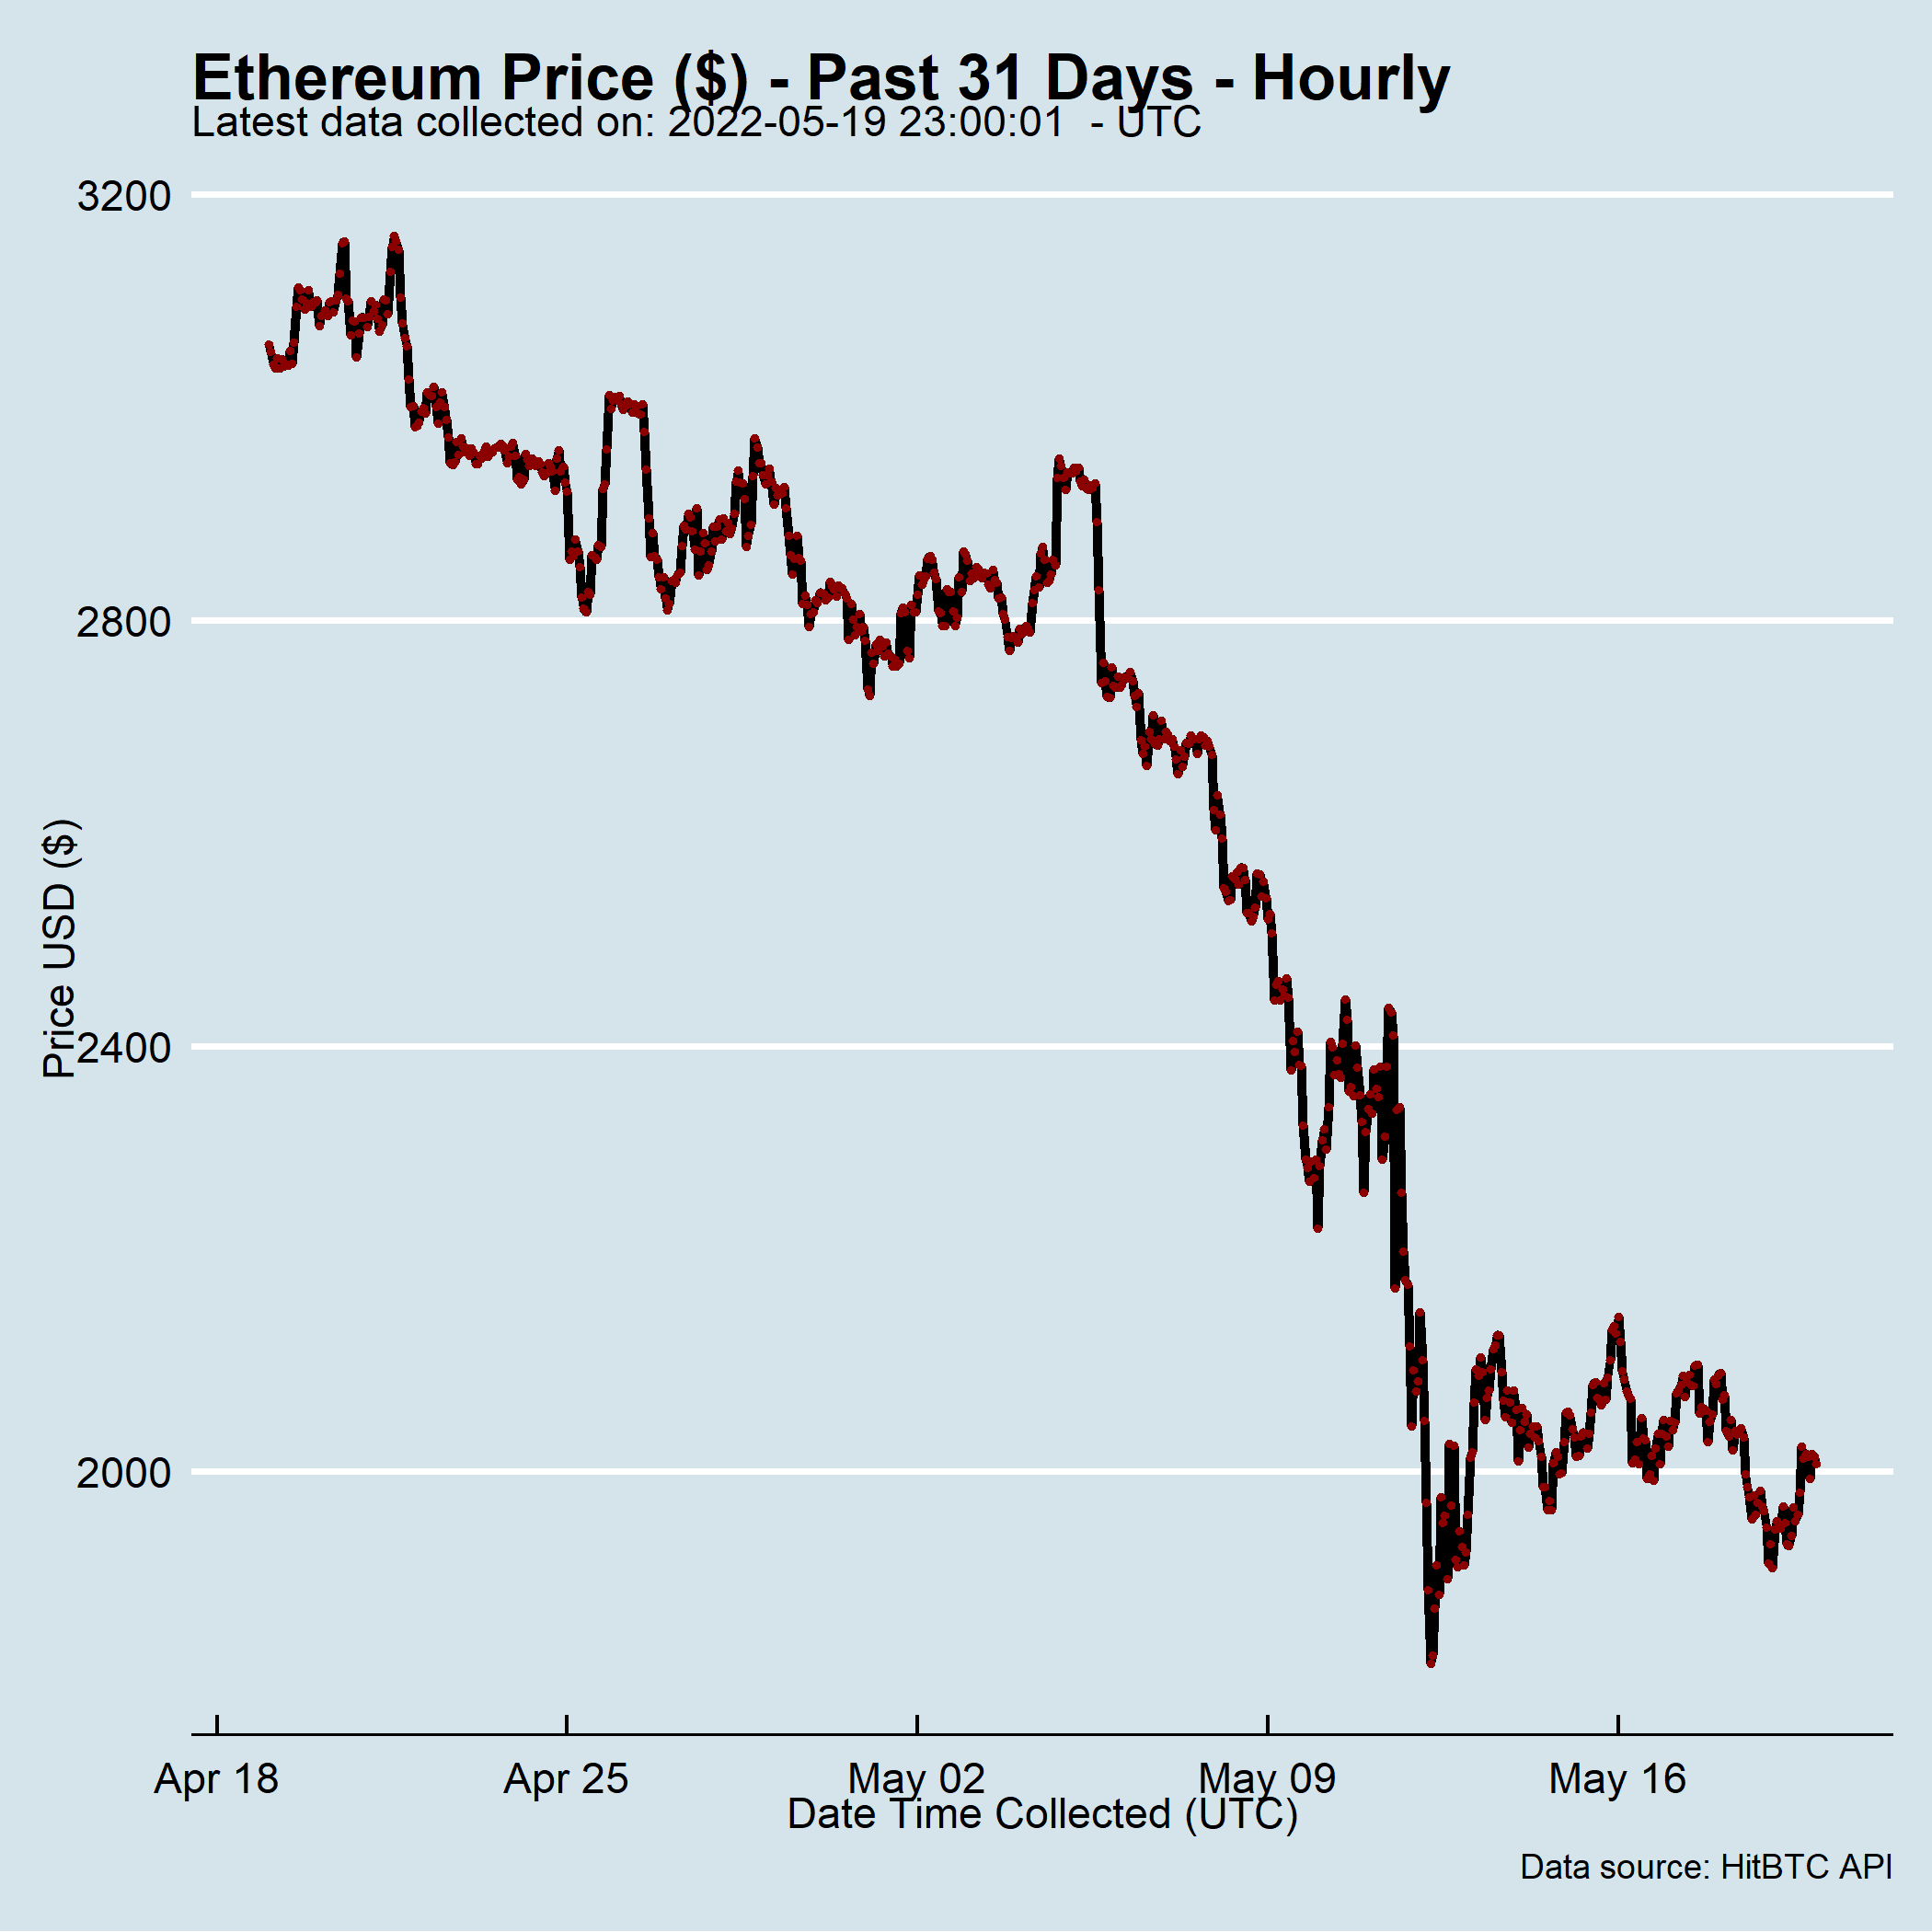 Ethereum Price ($) - Past 31 Days - Hourly
Latest data collected on: 2022-05-19 23:00:01  - UTC
3200
2800
2400
2000
Price USD ($)
Apr 18
Apr 25
May 02
May 09
May 16
Date Time Collected (UTC)
Data source: HitBTC API